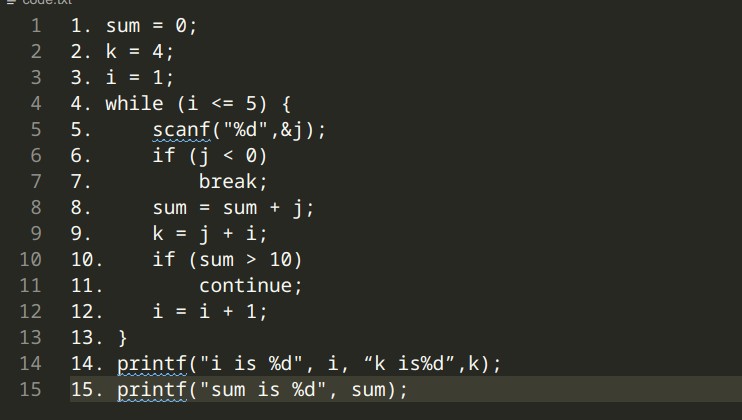 code.txt
1 1. sum = 0;
2 2. k = 4;
3 3. i = 1;
4 4. while (i <= 5) {
5 5.     scanf("%d",&j);
6 6.     if (j < 0)
7 7.         break;
8 8.     sum = sum + j;
9 9.     k = j + i;
10 10.    if (sum > 10)
11 11.        continue;
12 12.    i = i + 1;
13 13. }
14 14. printf("i is %d", i, “k is%d”,k);
15 15. printf("sum is %d", sum);